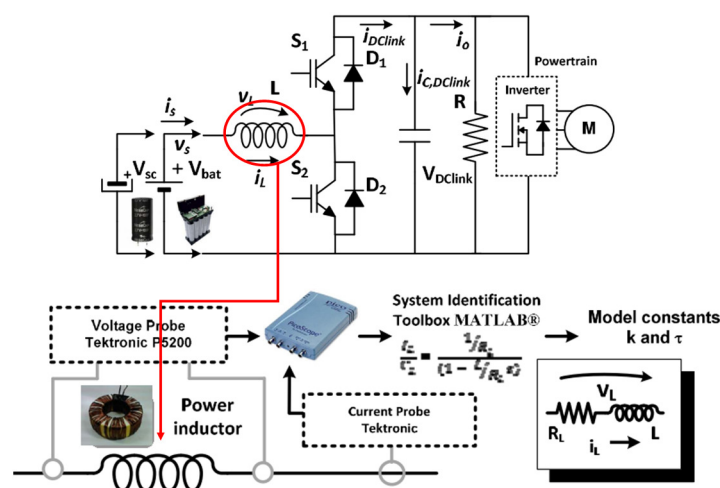 S₁
D₁
i_DClink
i_o
i_C,DClink
R
Powertrain
Inverter
M
V_DClink
v_L
L
i_s
v_s
i_L
S₂
D₂
+
V_sc
+ V_bat
Voltage Probe
Tektronic P5200
System Identification
Toolbox MATLAB®
Model constants
k and τ
Power
inductor
Current Probe
Tektronic
V_L
R_L
i_L
L